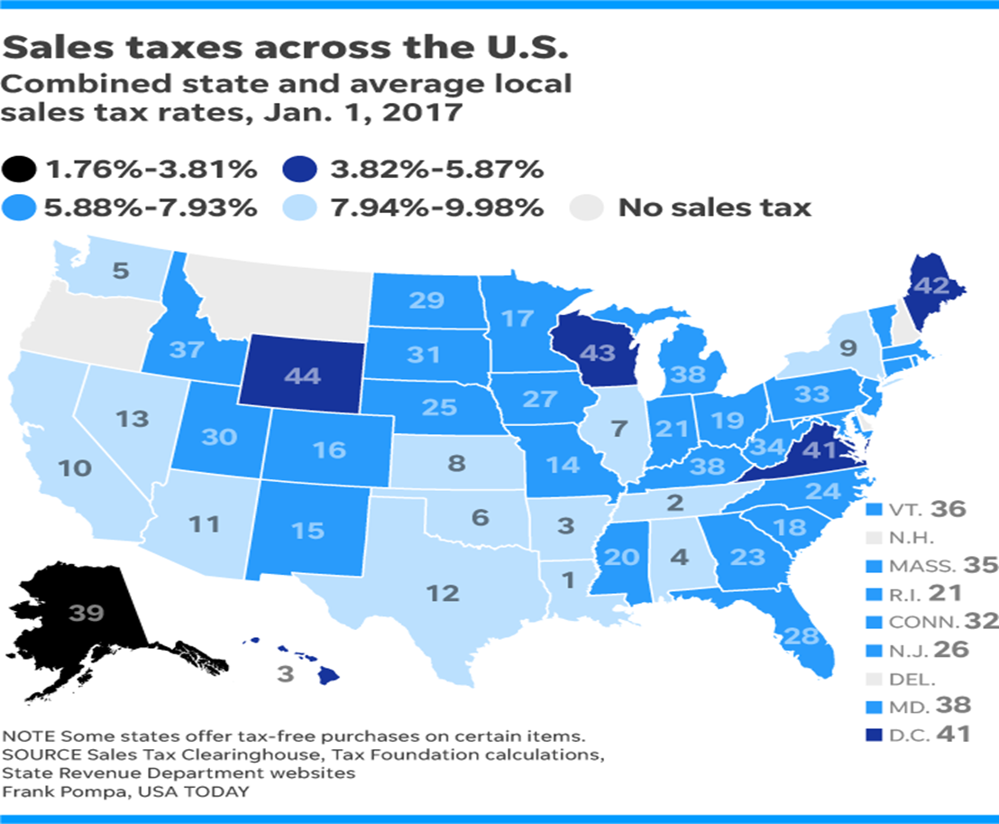 Sales taxes across the U.S.
Combined state and average local
sales tax rates, Jan. 1, 2017
1.76%-3.81% 3.82%-5.87%
5.88%-7.93% 7.94%-9.98% No sales tax
5
29
42
17
37
31
9
43
44
38
33
27
25
13
7
21
19
30
16
34
41
10
8
14
38
24
2
11
15
6
3
18
20
4
23
1
12
28
39
3
VT. 36
N.H.
MASS. 35
R.I. 21
CONN. 32
N.J. 26
DEL.
MD. 38
D.C. 41
NOTE Some states offer tax-free purchases on certain items.
SOURCE Sales Tax Clearinghouse, Tax Foundation calculations,
State Revenue Department websites
Frank Pompa, USA TODAY